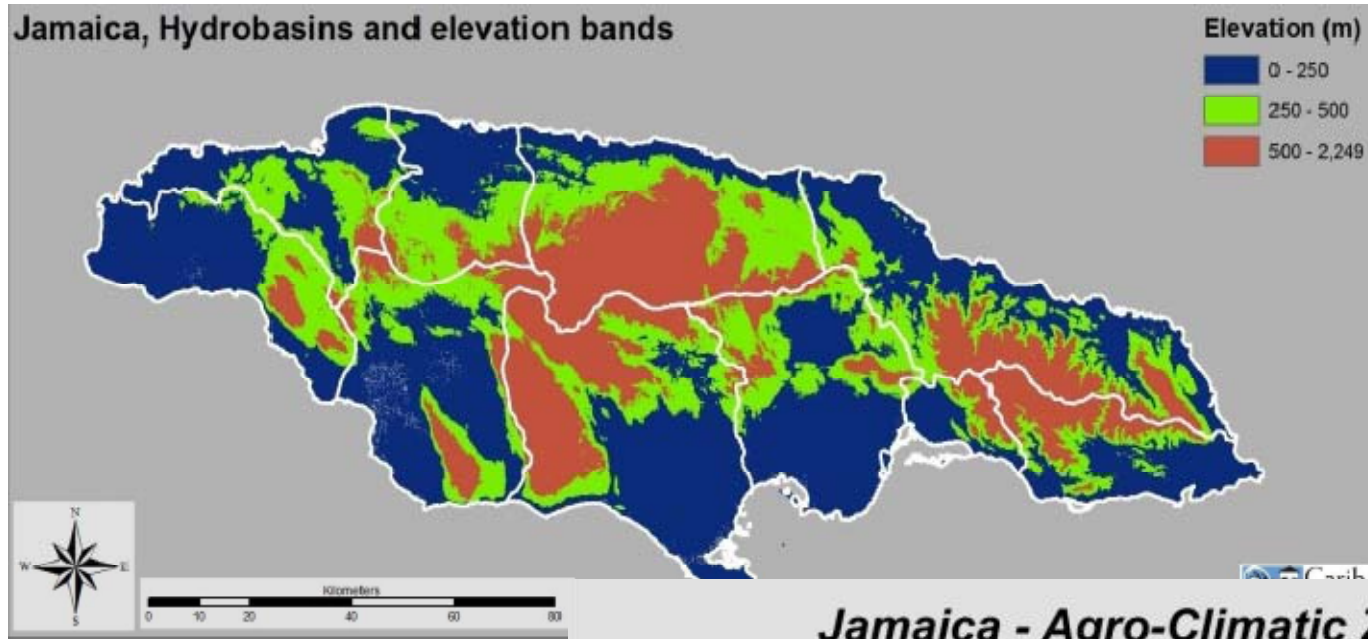 Jamaica, Hydrobasins and elevation bands
Elevation (m)
0 - 250
250 - 500
500 - 2,249
N
W
E
S
Kilometers
0 10 20 40 60 80
Carib
Jamaica - Agro-Climatic